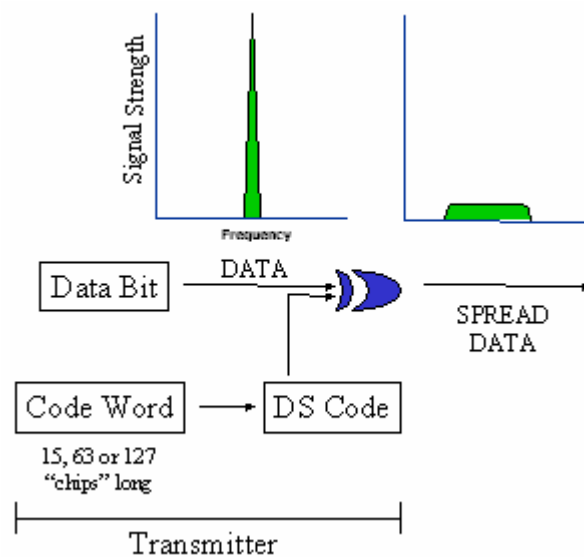 Signal Strength
Frequency
DATA
Data Bit
SPREAD
DATA
Code Word
DS Code
15, 63 or 127
“chips” long
Transmitter